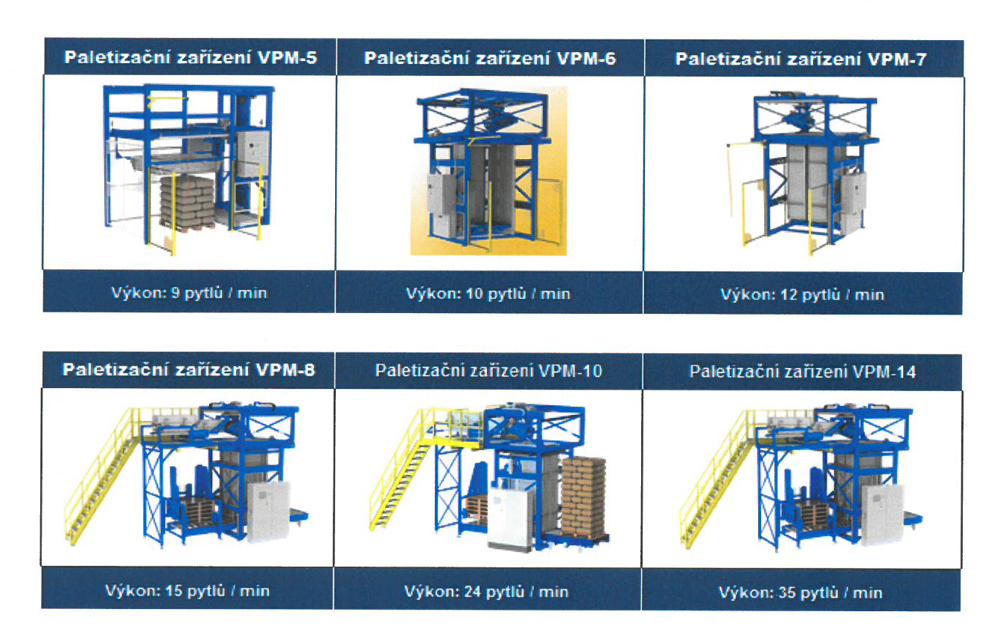 Paletizační zařízení VPM-5
Paletizační zařízení VPM-6
Paletizační zařízení VPM-7
Výkon: 9 pytlů / min
Výkon: 10 pytlů / min
Výkon: 12 pytlů / min
Paletizační zařízení VPM-8
Paletizační zařízení VPM-10
Paletizační zařízení VPM-14
Výkon: 15 pytlů / min
Výkon: 24 pytlů / min
Výkon: 35 pytlů / min